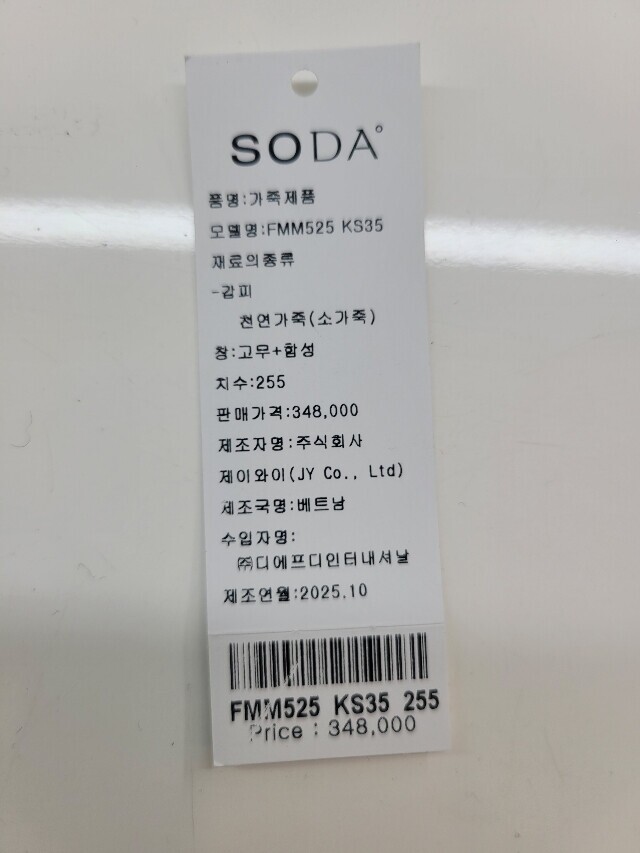 SODA
품명:가죽제품
모델명:FMM525 KS35
재료의종류
-갑피
천연가죽(소가죽)
창:고무+합성
치수:255
판매가격:348,000
제조자명:주식회사
제이와이(JY Co., Ltd)
제조국명:베트남
수입자명:
㈜디에프디인터내셔날
제조연월:2025.10
FMM525 KS35 255
Price : 348,000